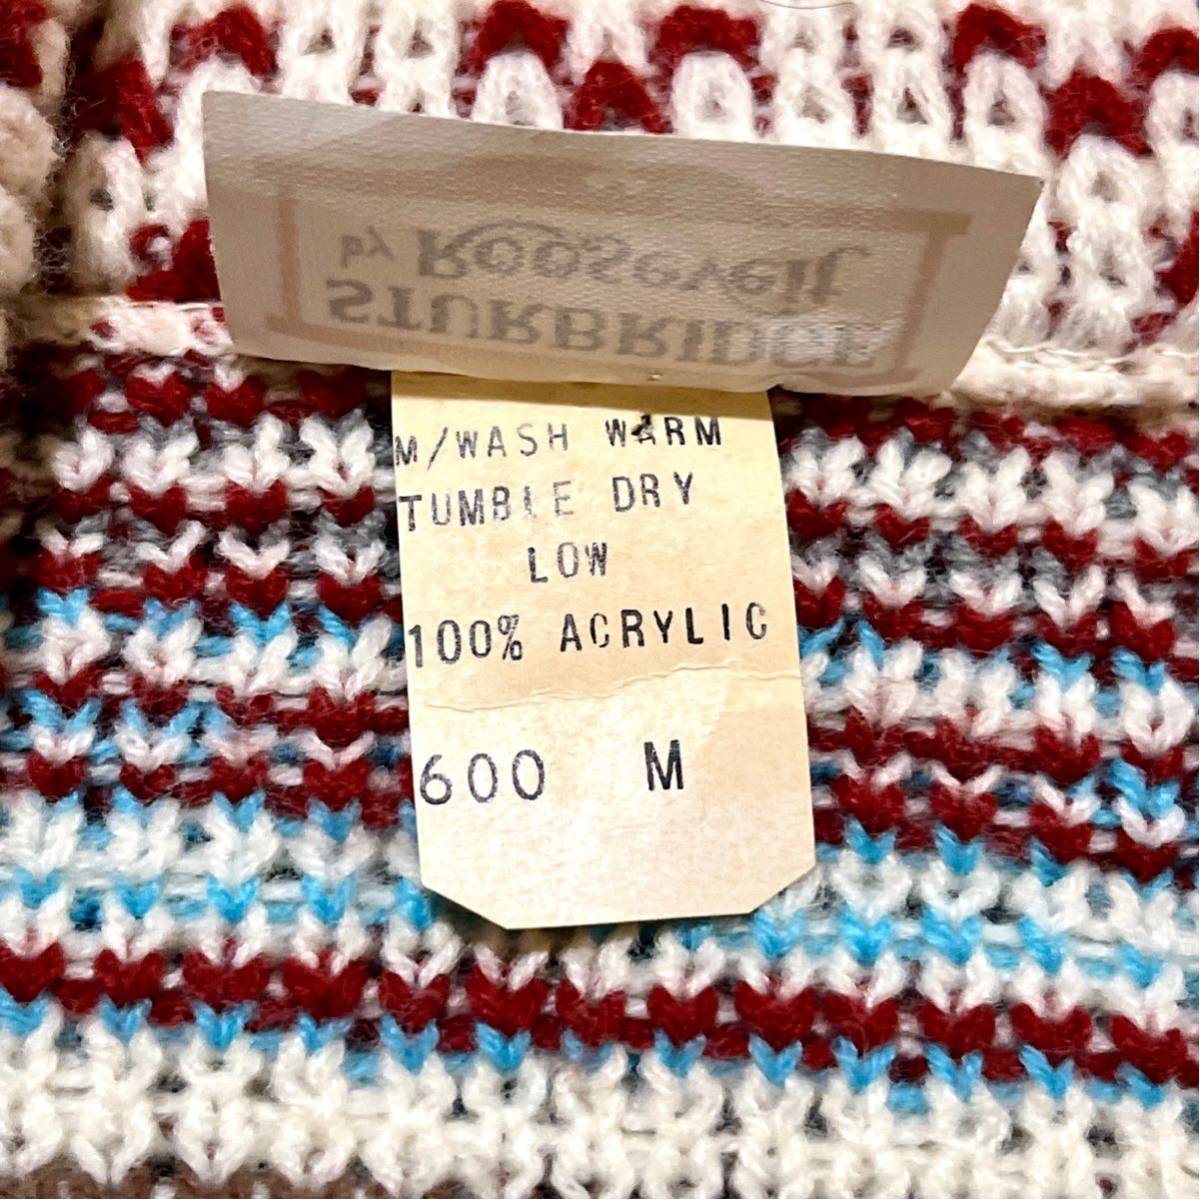 by Roosevelt
STURBRIDGE
M/WASH WARM
TUMBLE DRY
LOW
100% ACRYLIC
600 M